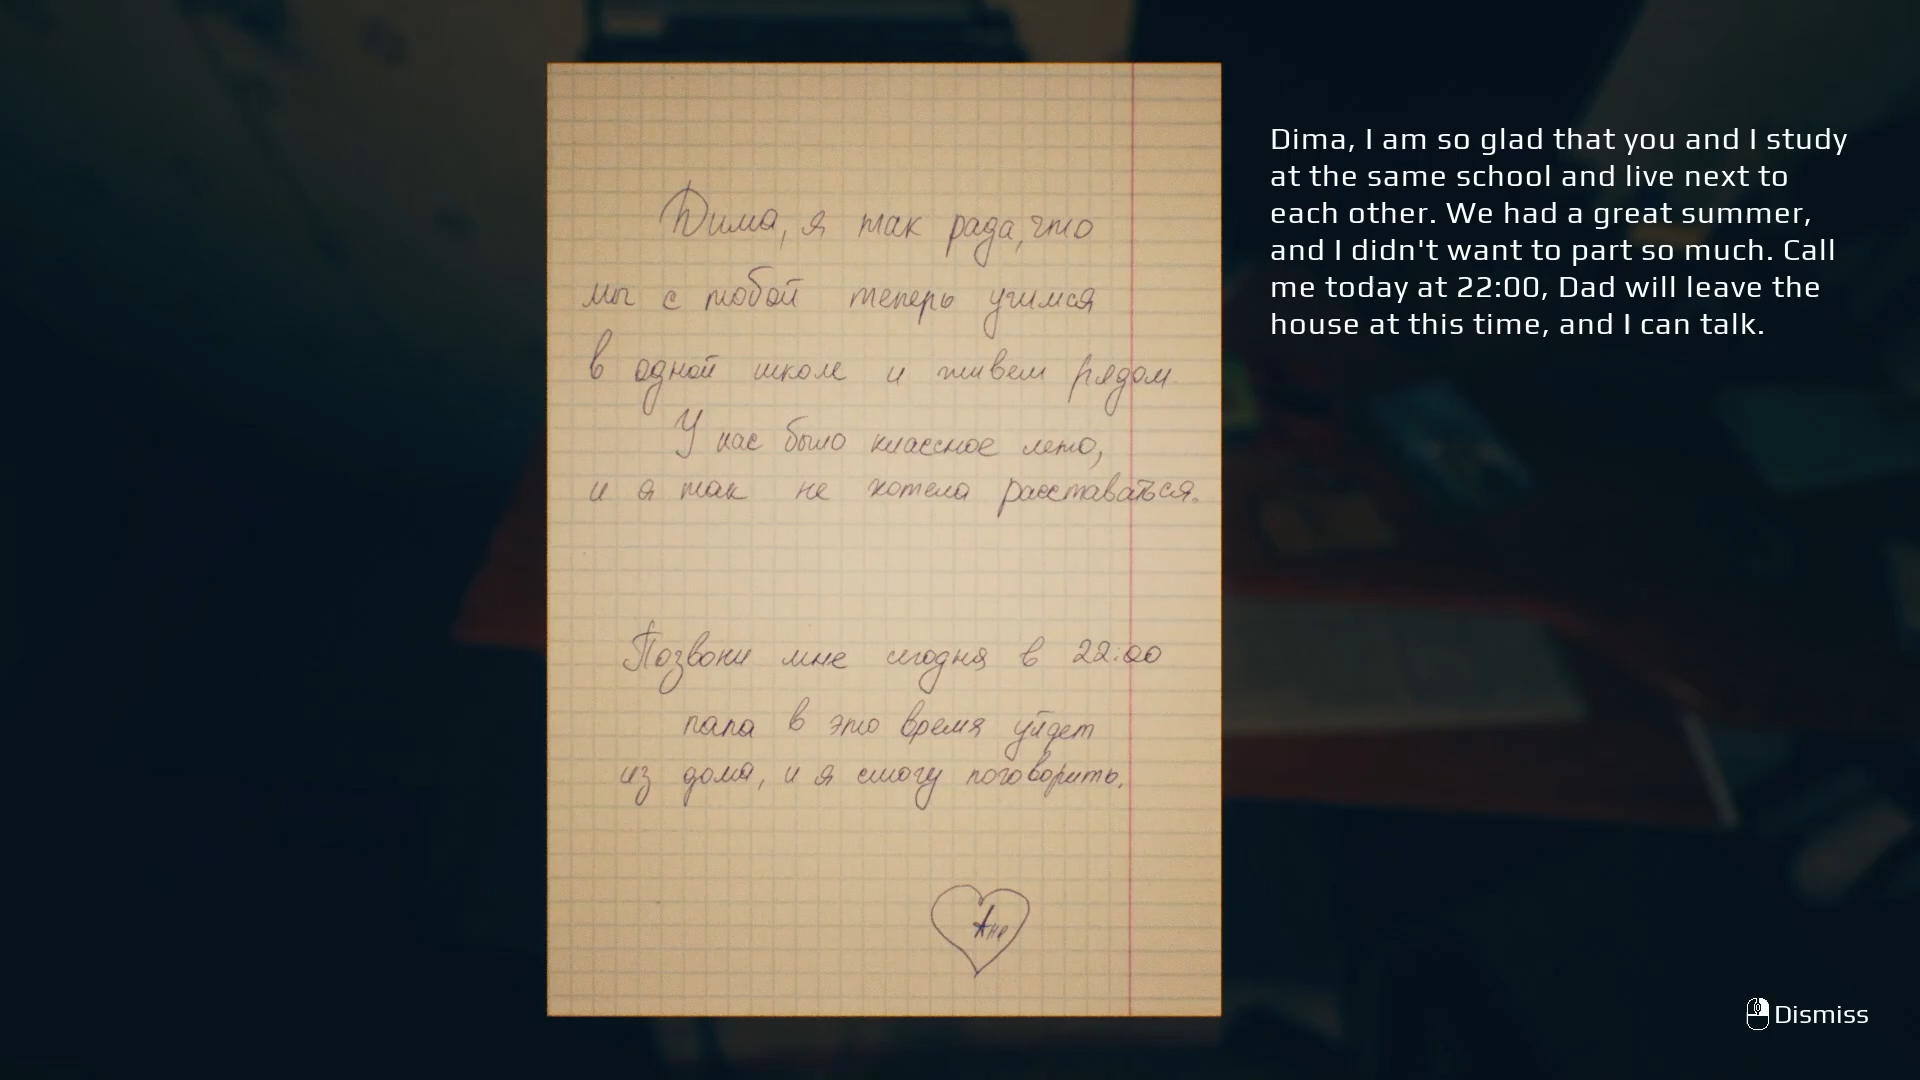 Дима, я так рада, что
мы с тобой теперь учимся
в одной школе и живем рядом
У нас было классное лето,
и я так не хотела расставаться.
Позвони мне сегодня в 22:00
папа в это время уйдет
из дома, и я смогу поговорить.
Аня
Dima, I am so glad that you and I study
at the same school and live next to
each other. We had a great summer,
and I didn't want to part so much. Call
me today at 22:00, Dad will leave the
house at this time, and I can talk.
Dismiss